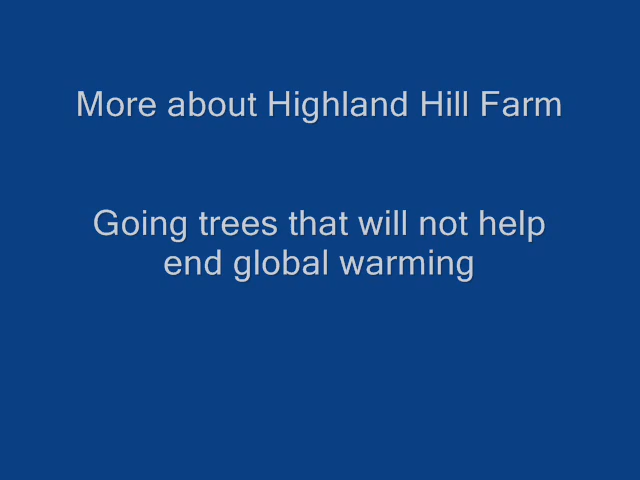 More about Highland Hill Farm
Going trees that will not help
end global warming